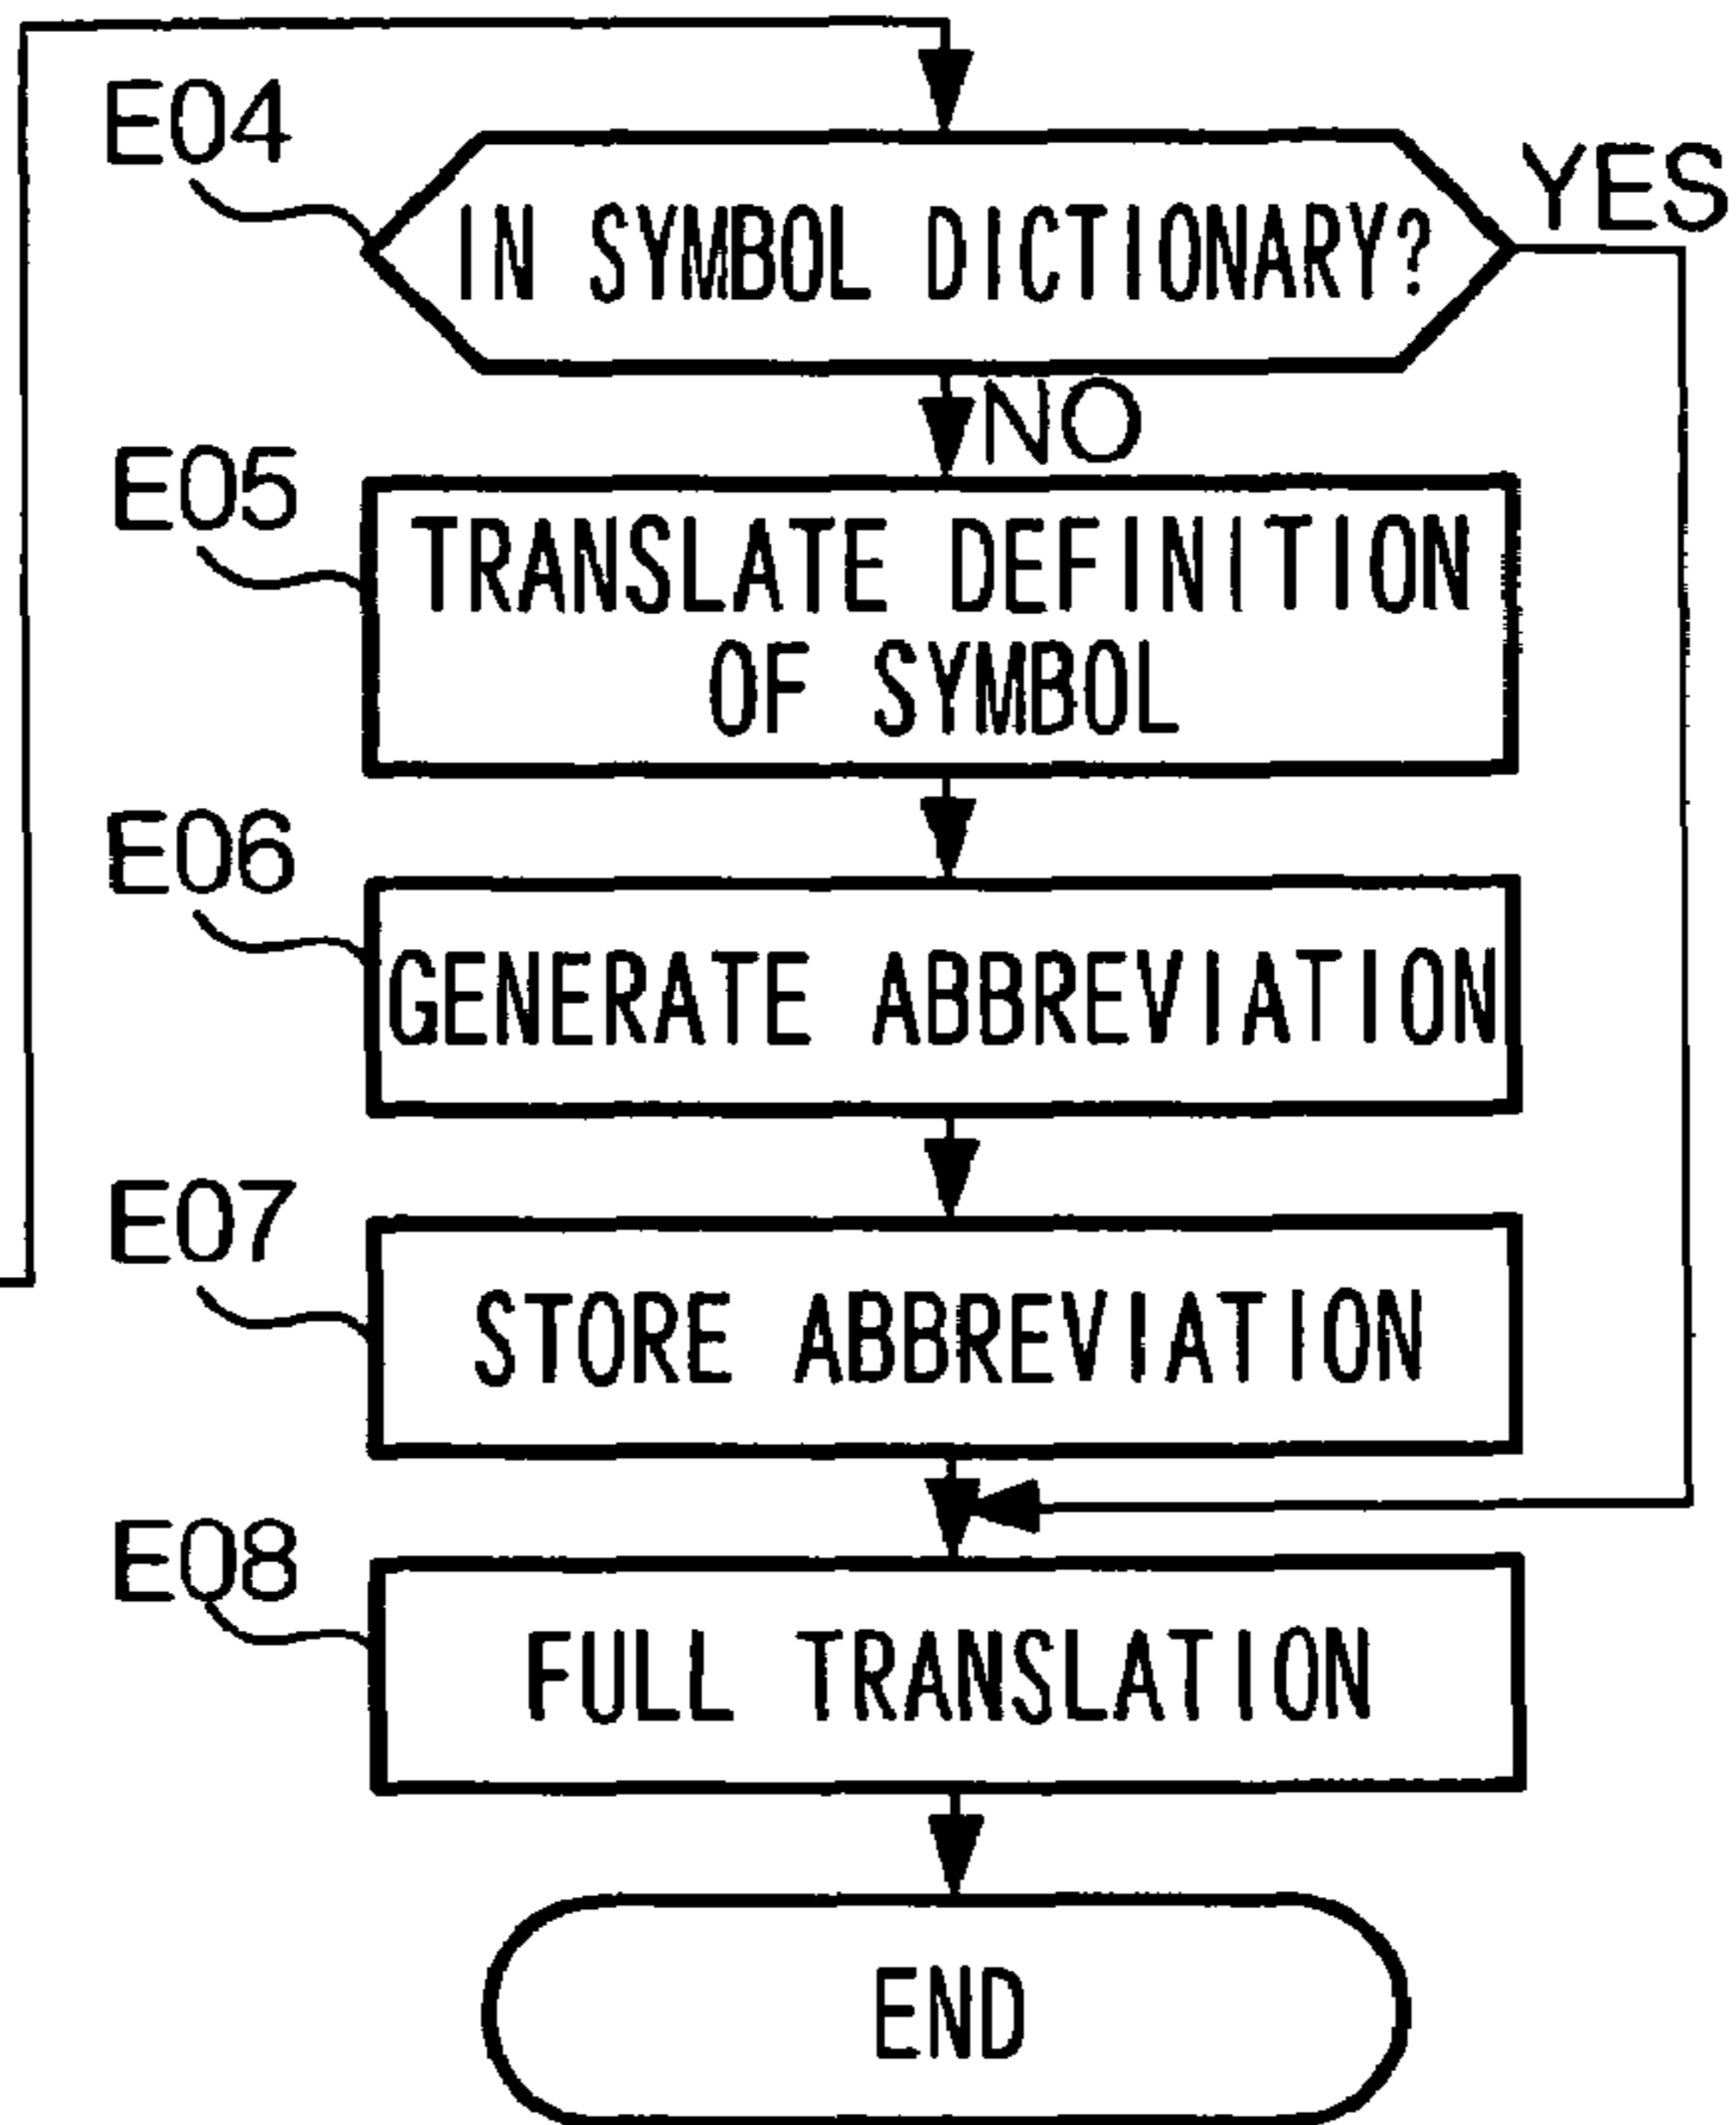 E04
IN SYMBOL DICTIONARY?
YES
NO
E05
TRANSLATE DEFINITION
OF SYMBOL
E06
GENERATE ABBREVIATION
E07
STORE ABBREVIATION
E08
FULL TRANSLATION
END